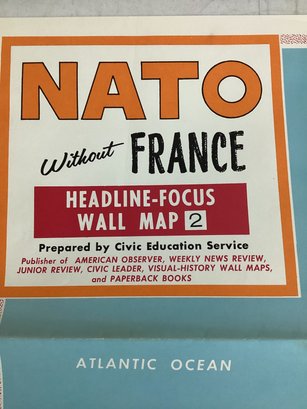 NATO
Without FRANCE
HEADLINE-FOCUS
WALL MAP 2
Prepared by Civic Education Service
Publisher of AMERICAN OBSERVER, WEEKLY NEWS REVIEW,
JUNIOR REVIEW, CIVIC LEADER, VISUAL-HISTORY WALL MAPS,
and PAPERBACK BOOKS
ATLANTIC OCEAN